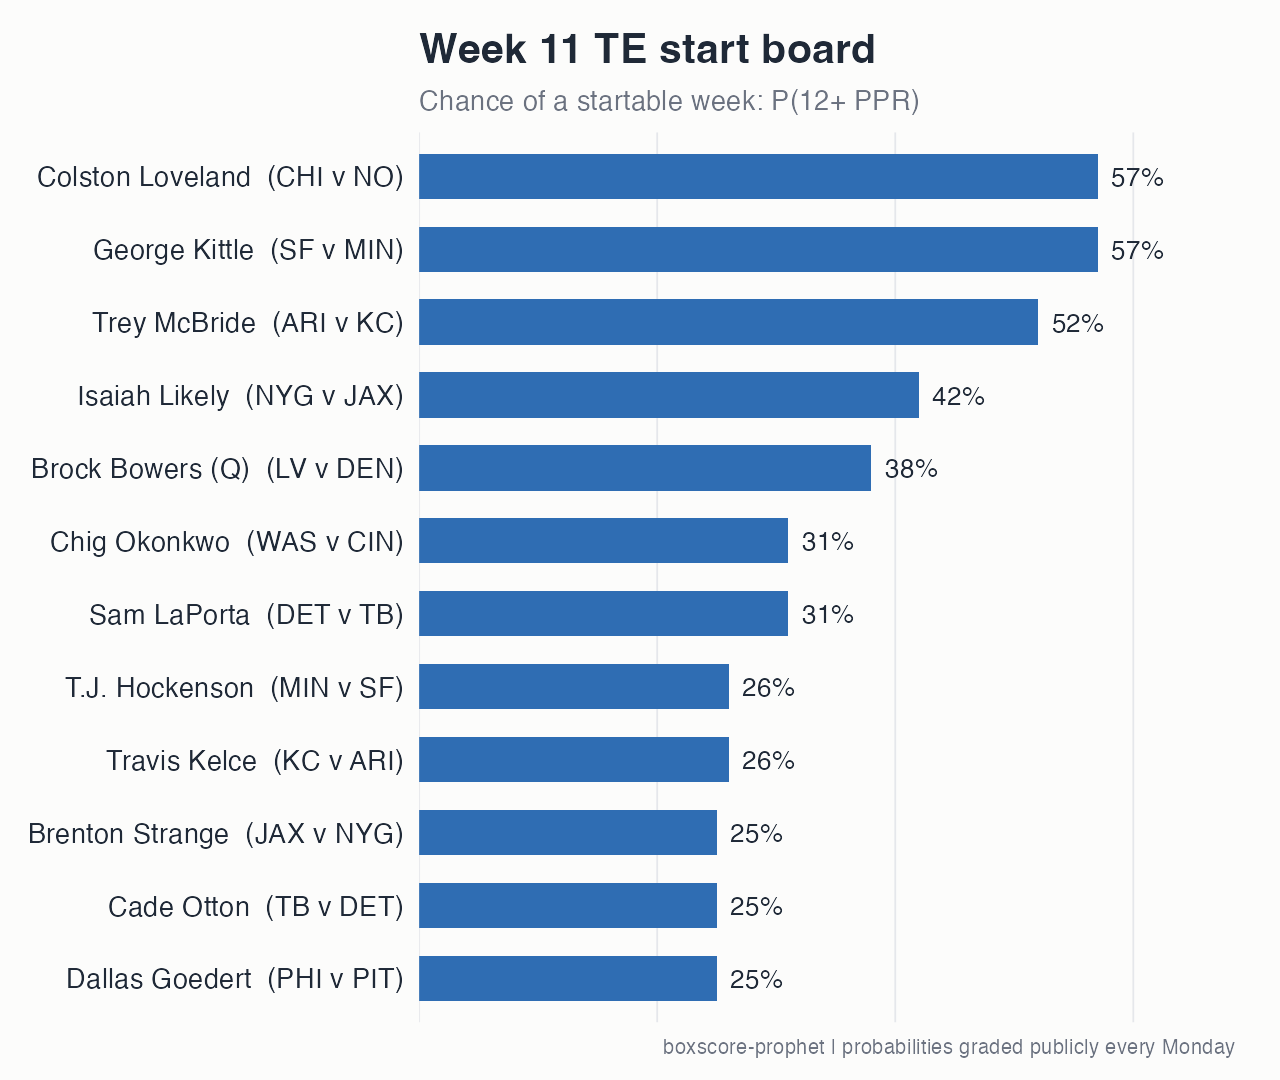 Week 11 TE start board
Chance of a startable week: P(12+ PPR)
Colston Loveland (CHI v NO) 57%
George Kittle (SF v MIN) 57%
Trey McBride (ARI v KC) 52%
Isaiah Likely (NYG v JAX) 42%
Brock Bowers (Q) (LV v DEN) 38%
Chig Okonkwo (WAS v CIN) 31%
Sam LaPorta (DET v TB) 31%
T.J. Hockenson (MIN v SF) 26%
Travis Kelce (KC v ARI) 26%
Brenton Strange (JAX v NYG) 25%
Cade Otton (TB v DET) 25%
Dallas Goedert (PHI v PIT) 25%
boxscore-prophet | probabilities graded publicly every Monday